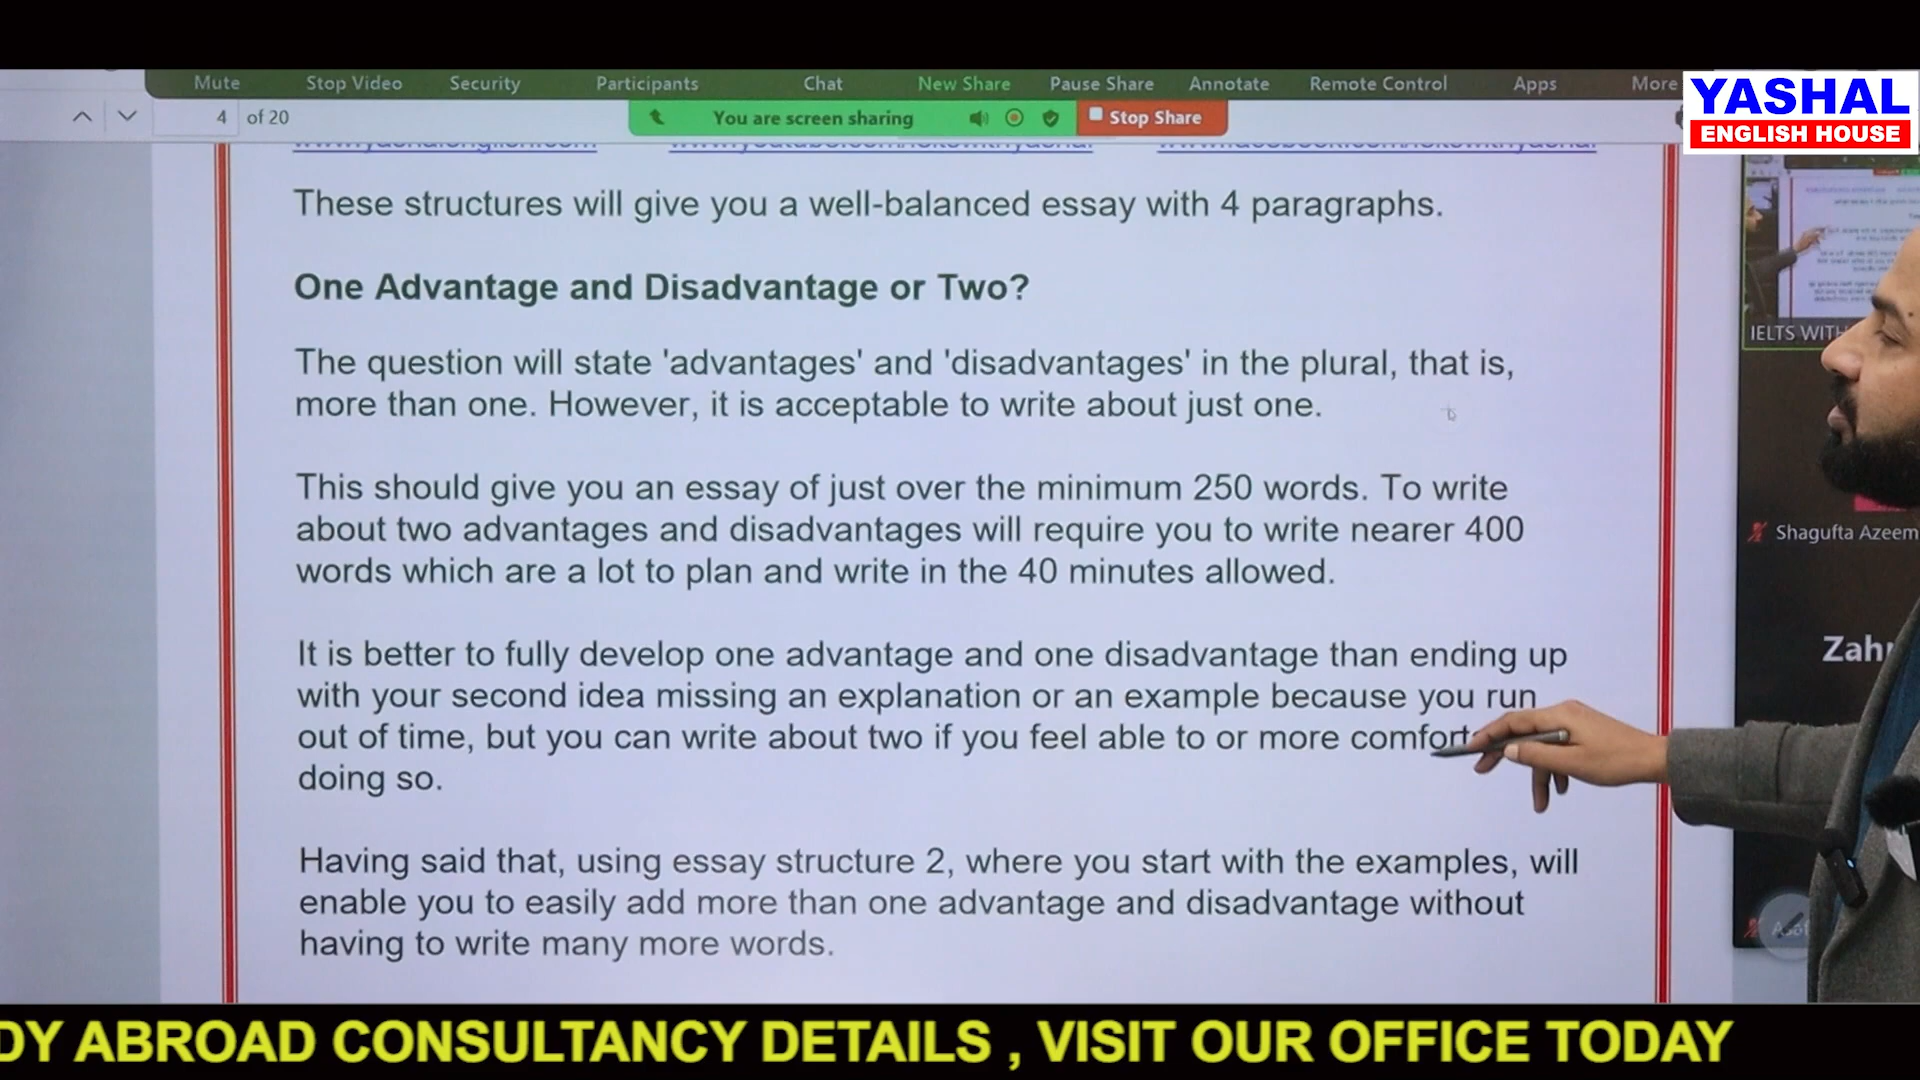 Mute Stop Video Security Participants Chat New Share Pause Share Annotate Remote Control Apps More
YASHAL
ENGLISH HOUSE
4 of 20
You are screen sharing
Stop Share
These structures will give you a well-balanced essay with 4 paragraphs.
One Advantage and Disadvantage or Two?
The question will state 'advantages' and 'disadvantages' in the plural, that is,
more than one. However, it is acceptable to write about just one.
This should give you an essay of just over the minimum 250 words. To write
about two advantages and disadvantages will require you to write nearer 400
words which are a lot to plan and write in the 40 minutes allowed.
It is better to fully develop one advantage and one disadvantage than ending up
with your second idea missing an explanation or an example because you run
out of time, but you can write about two if you feel able to or more
doing so.
Having said that, using essay structure 2, where you start with the examples, will
enable you to easily add more than one advantage and disadvantage without
having to write many more words.
IELTS WITH
Shagufta Azeem
DY ABROAD CONSULTANCY DETAILS , VISIT OUR OFFICE TODAY